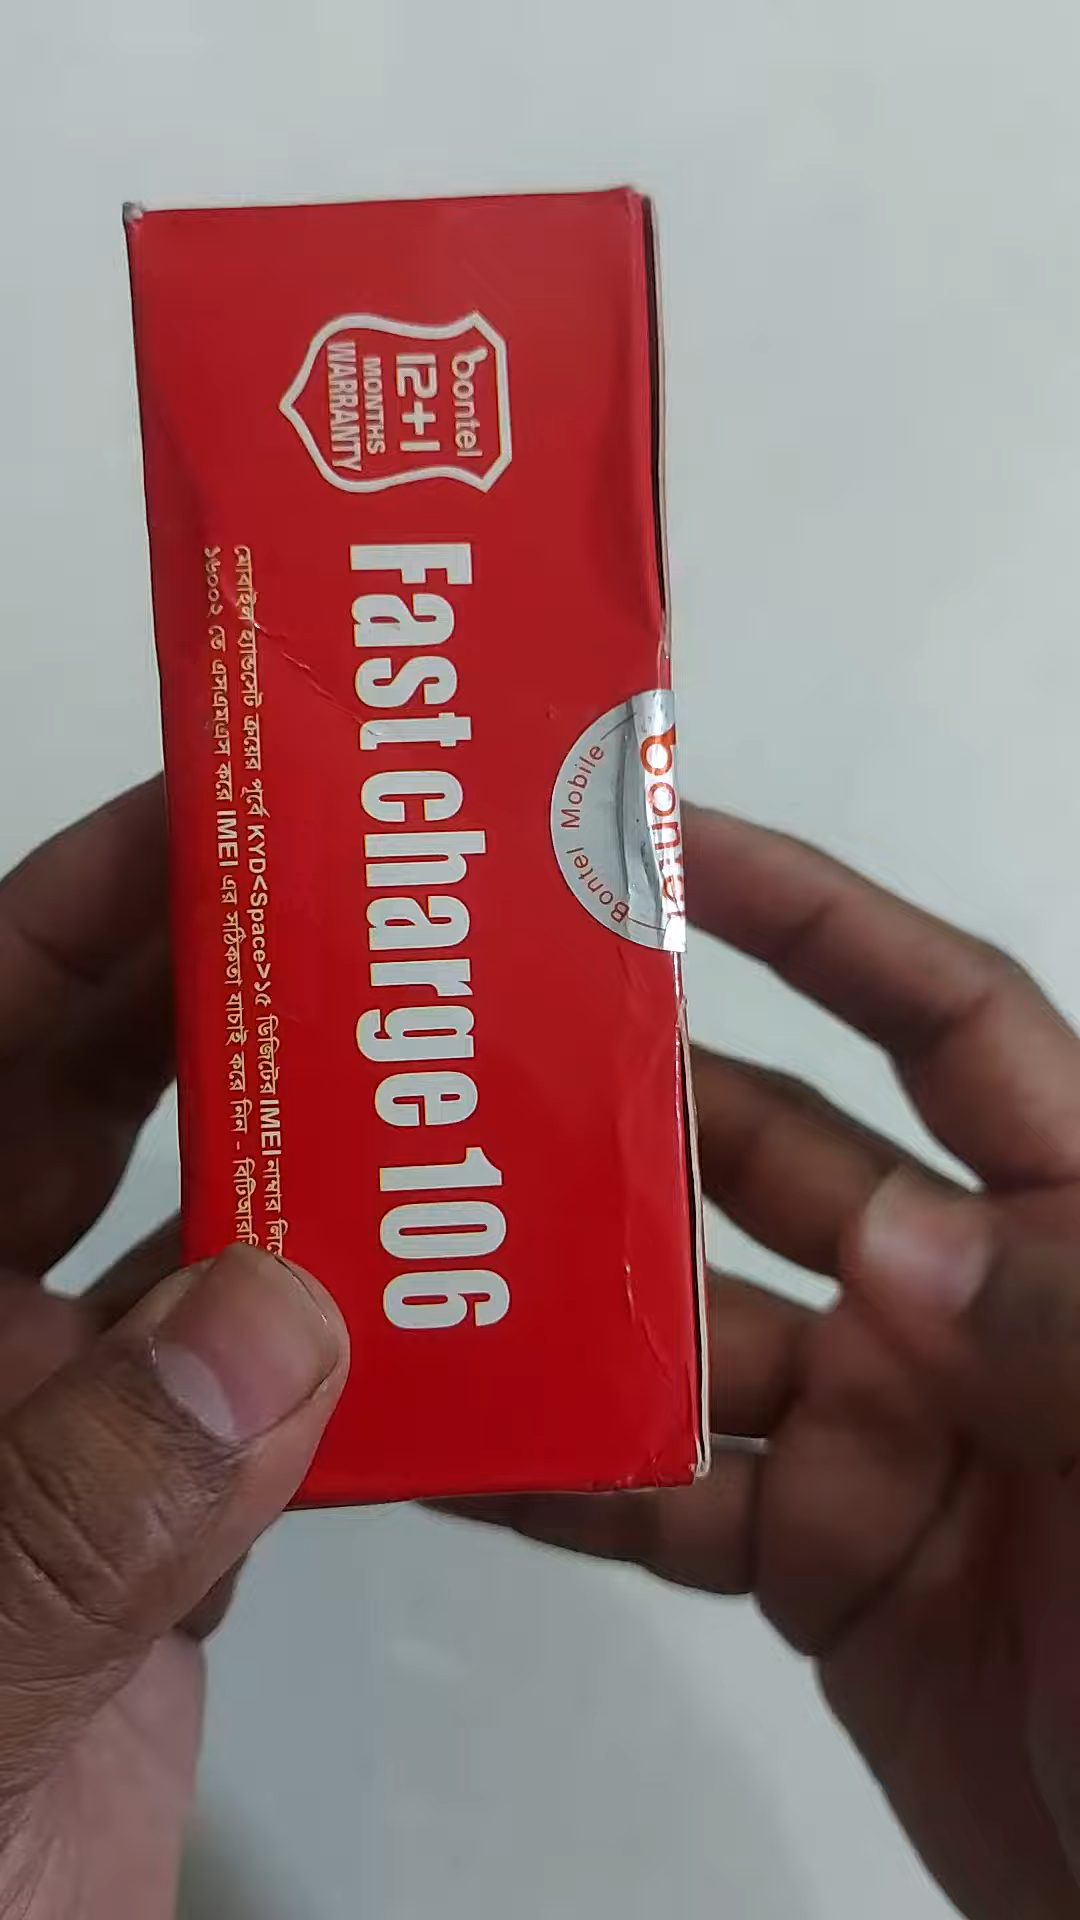 bontel
12+1
MONTHS
WARRANTY
Fast charge 106
মোবাইল হ্যান্ডসেট ক্রয়ের পূর্বে KYD<Space>১৫ ডিজিটের IMEI নাম্বার
১৬০০২ তে এসএমএস করে IMEI এর সঠিকতা যাচাই করে নিন -
bontel
Bontel Mobile